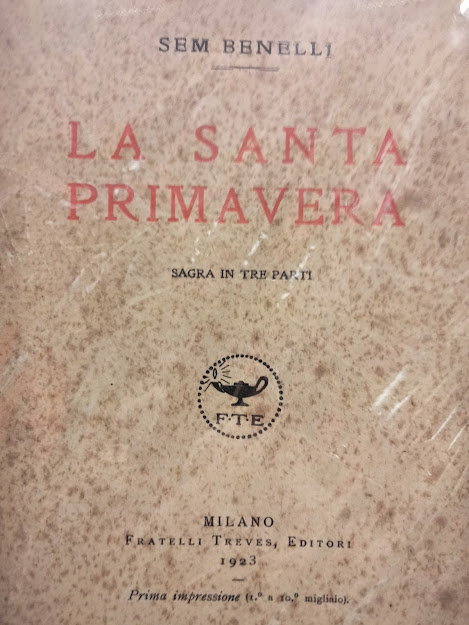 SEM BENELLI
LA SANTA
PRIMAVERA
SAGRA IN TRE PARTI
F·T·E
MILANO
FRATELLI TREVES, EDITORI
1923
Prima impressione (1.º a 10.º migliaio).